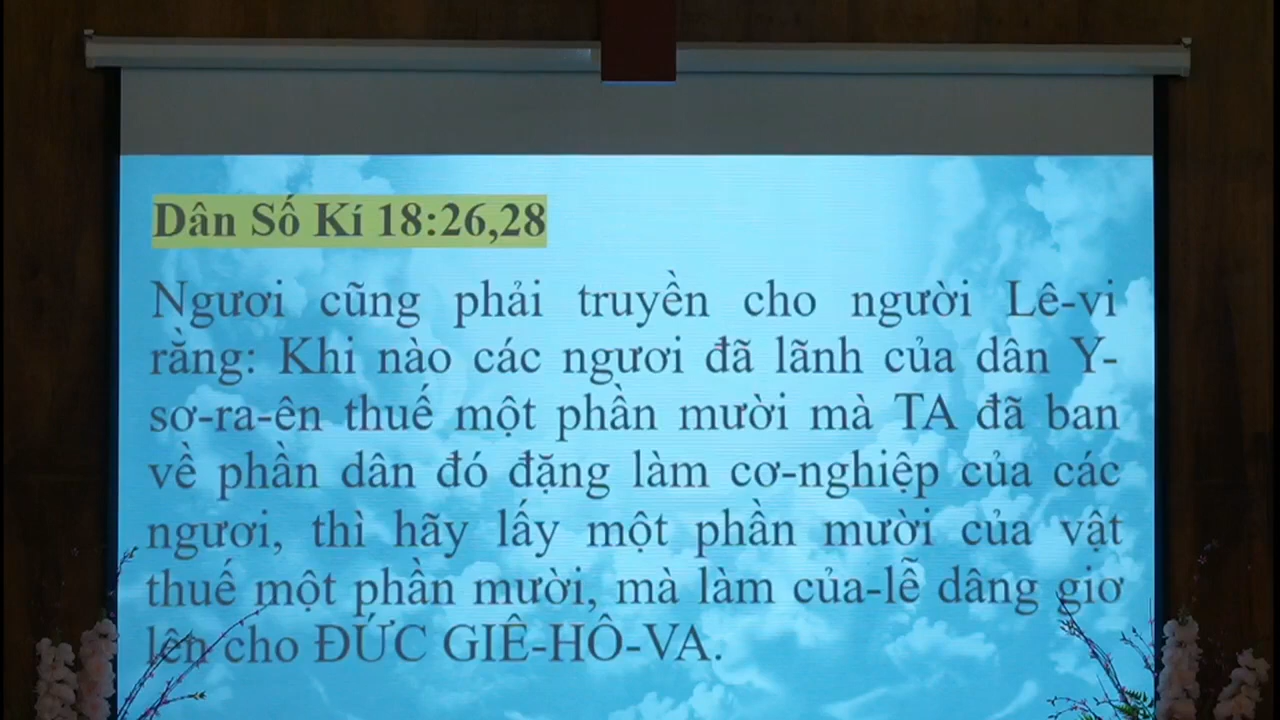 Dân Số Kí 18:26,28
Ngươi cũng phải truyền cho người Lê-vi
rằng: Khi nào các ngươi đã lãnh của dân Y-
sơ-ra-ên thuế một phần mười mà TA đã ban
về phần dân đó đặng làm cơ-nghiệp của các
ngươi, thì hãy lấy một phần mười của vật
thuế một phần mười, mà làm của-lễ dâng giơ
lên cho ĐỨC GIÊ-HÔ-VA.